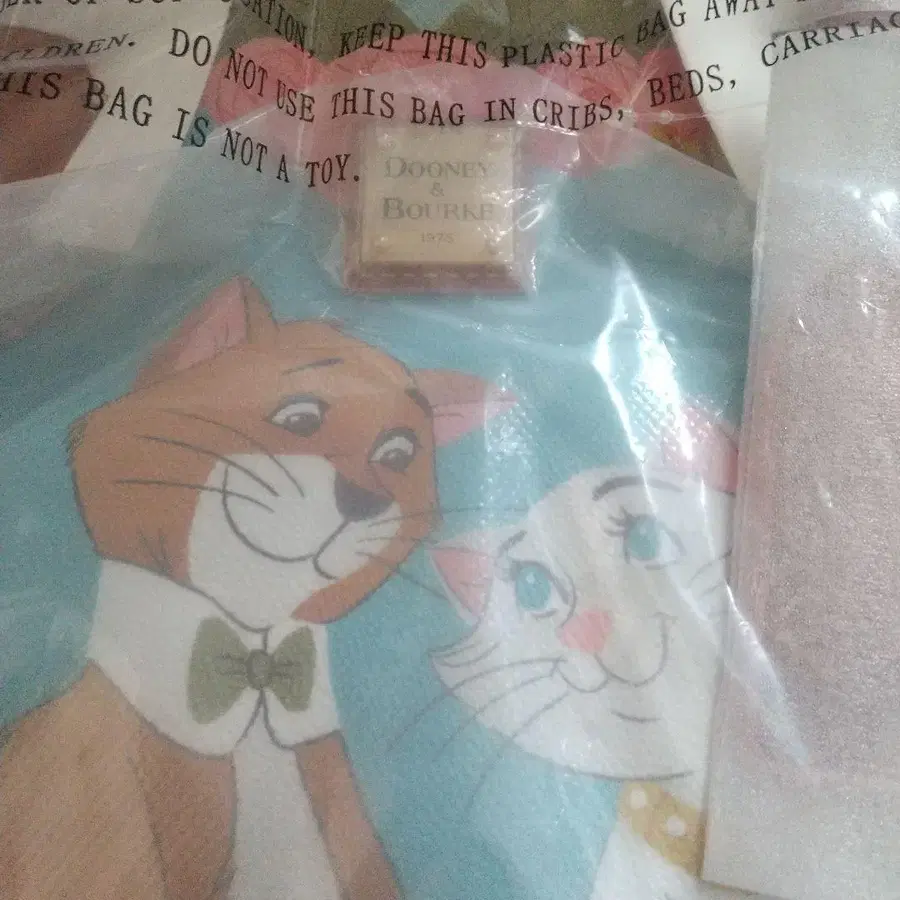 KEEP THIS PLASTIC BAG AWAY
DO NOT USE THIS BAG IN CRIBS, BEDS,
BAG IS NOT A TOY.
DOONEY
&
BOURKE
1975